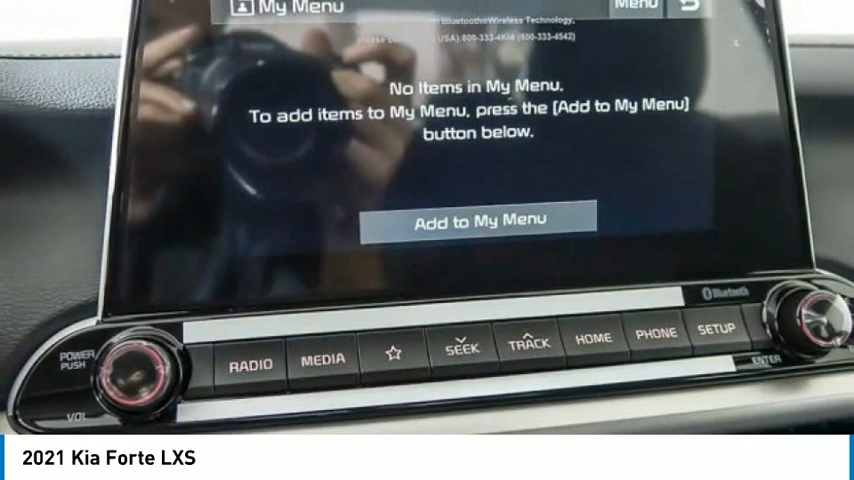 My Menu
Menu
Bluetooth®Wireless Technology,
USA):800-333-4KIA (800-333-4542)
No Items in My Menu.
To add items to My Menu, press the [Add to My Menu]
button below.
Add to My Menu
Bluetooth
POWER
PUSH
RADIO
MEDIA
SEEK
TRACK
HOME
PHONE
SETUP
ENTER
VOL
2021 Kia Forte LXS